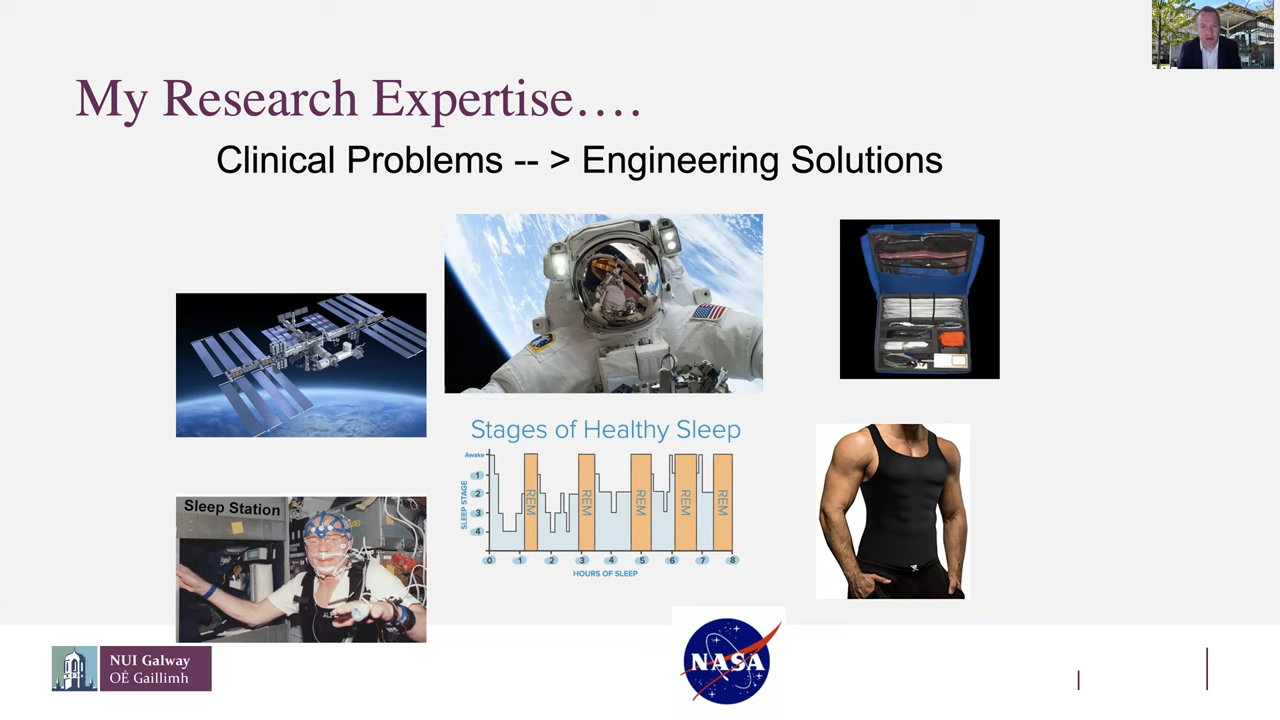 My Research Expertise….
Clinical Problems -- > Engineering Solutions
Stages of Healthy Sleep
Awake
1
2
3
4
SLEEP STAGE
REM
REM
REM
REM
REM
0 1 2 3 4 5 6 7 8
HOURS OF SLEEP
Sleep Station
NUI Galway
OÉ Gaillimh
NASA